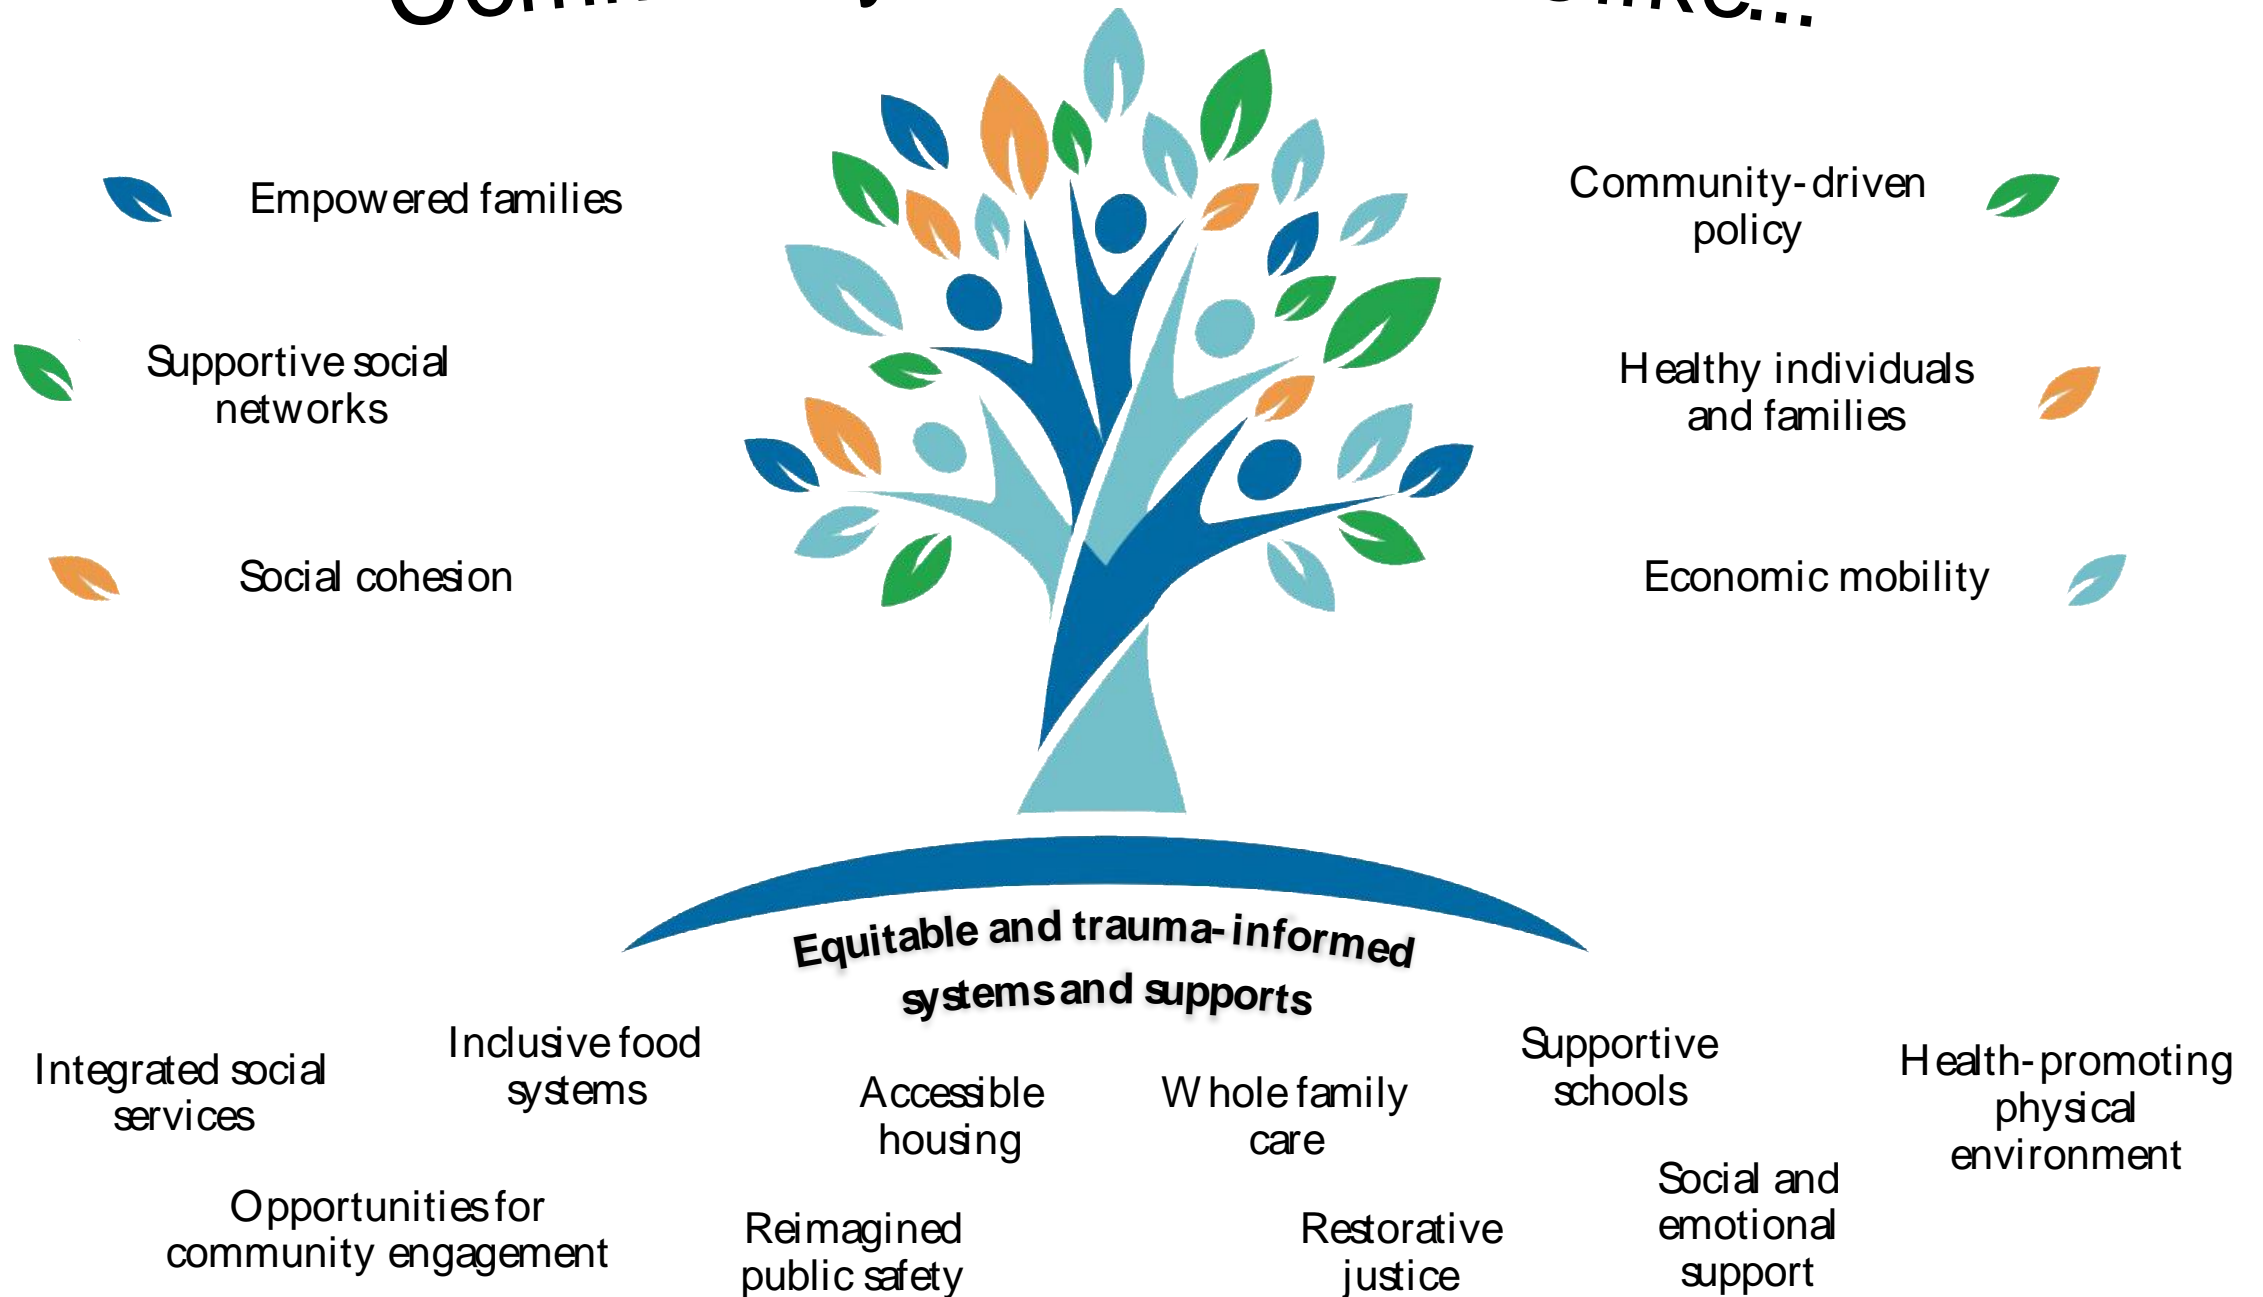 Empowered families
Supportive social
networks
Social cohesion
Community-driven
policy
Healthy individuals
and families
Economic mobility
Equitable and trauma-informed
systems and supports
Integrated social
services
Inclusive food
systems
Accessible
housing
Whole family
care
Supportive
schools
Health-promoting
physical
environment
Opportunities for
community engagement
Reimagined
public safety
Restorative
justice
Social and
emotional
support